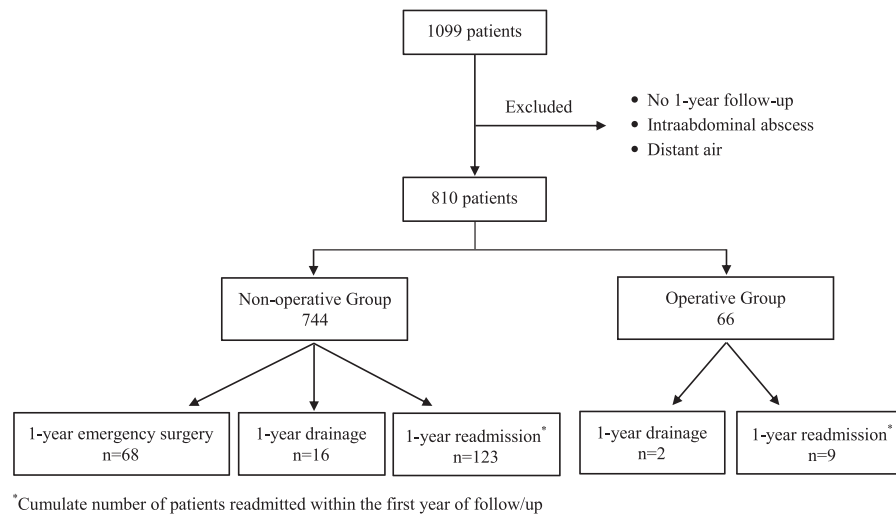 1099 patients
Excluded
• No 1-year follow-up
• Intraabdominal abscess
• Distant air
810 patients
Non-operative Group
744
Operative Group
66
1-year emergency surgery
n=68
1-year drainage
n=16
1-year readmission*
n=123
1-year drainage
n=2
1-year readmission*
n=9
*Cumulate number of patients readmitted within the first year of follow/up